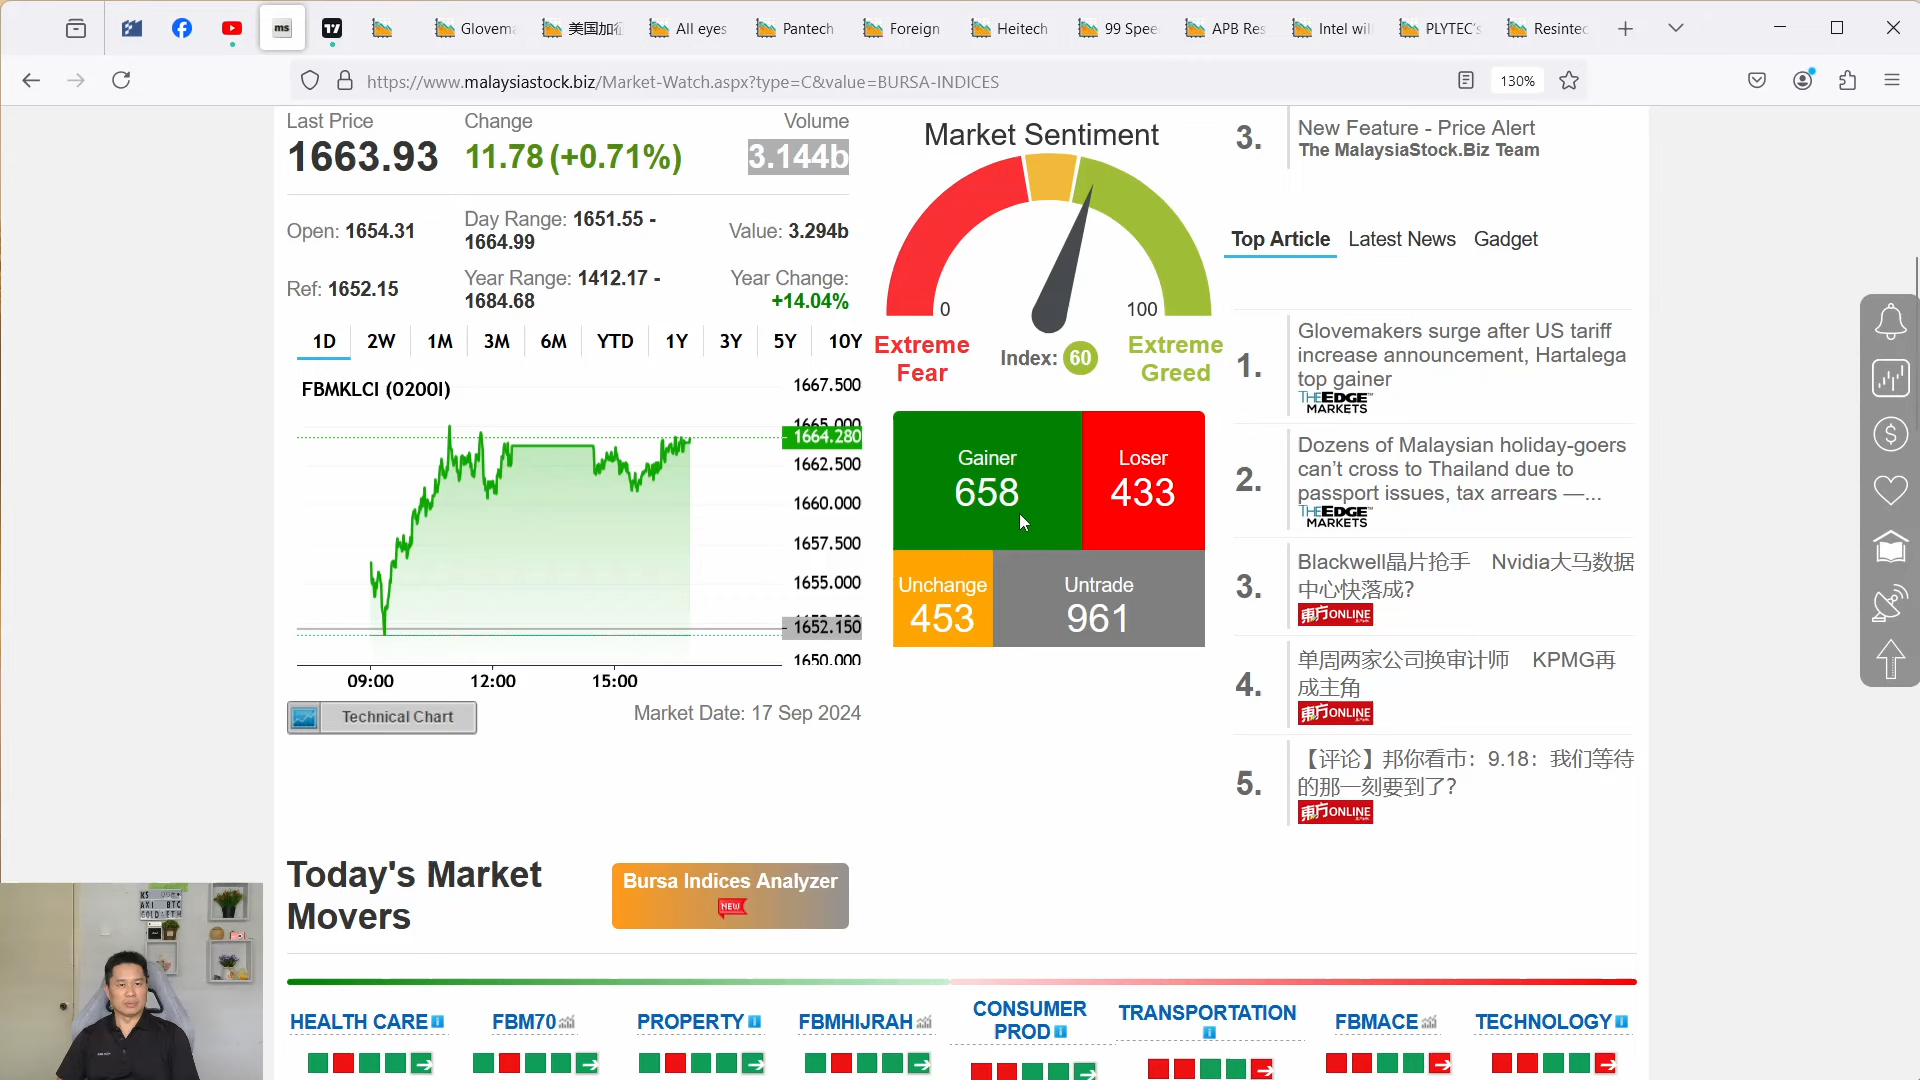 ms
Glovema
美国加征
All eyes
Pantech
Foreign
Heitech
99 Spee
APB Res
Intel will
PLYTEC's
Resintec
https://www.malaysiastock.biz/Market-Watch.aspx?type=C&value=BURSA-INDICES
130%
Last Price
Change
Volume
1663.93
11.78 (+0.71%)
3.144b
Open: 1654.31
Day Range: 1651.55 -
1664.99
Value: 3.294b
Ref: 1652.15
Year Range: 1412.17 -
1684.68
Year Change:
+14.04%
1D 2W 1M 3M 6M YTD 1Y 3Y 5Y 10Y
FBMKLCI (0200I)
1667.500
1665.000
1664.280
1662.500
1660.000
1657.500
1655.000
1652.150
1650.000
09:00 12:00 15:00
Technical Chart
Market Date: 17 Sep 2024
Market Sentiment
0
100
Extreme
Fear
Index: 60
Extreme
Greed
Gainer
658
Loser
433
Unchange
453
Untrade
961
3.
New Feature - Price Alert
The MalaysiaStock.Biz Team
Top Article Latest News Gadget
1.
Glovemakers surge after US tariff
increase announcement, Hartalega
top gainer
THE EDGE
MARKETS
2.
Dozens of Malaysian holiday-goers
can't cross to Thailand due to
passport issues, tax arrears —...
THE EDGE
MARKETS
3.
Blackwell晶片抢手 Nvidia大马数据
中心快落成?
東方ONLINE
4.
单周两家公司换审计师 KPMG再
成主角
東方ONLINE
5.
【评论】邦你看市：9.18：我们等待
的那一刻要到了?
東方ONLINE
Today's Market
Movers
Bursa Indices Analyzer
NEW
HEALTH CARE
FBM70
PROPERTY
FBMHIJRAH
CONSUMER
PROD
TRANSPORTATION
FBMACE
TECHNOLOGY